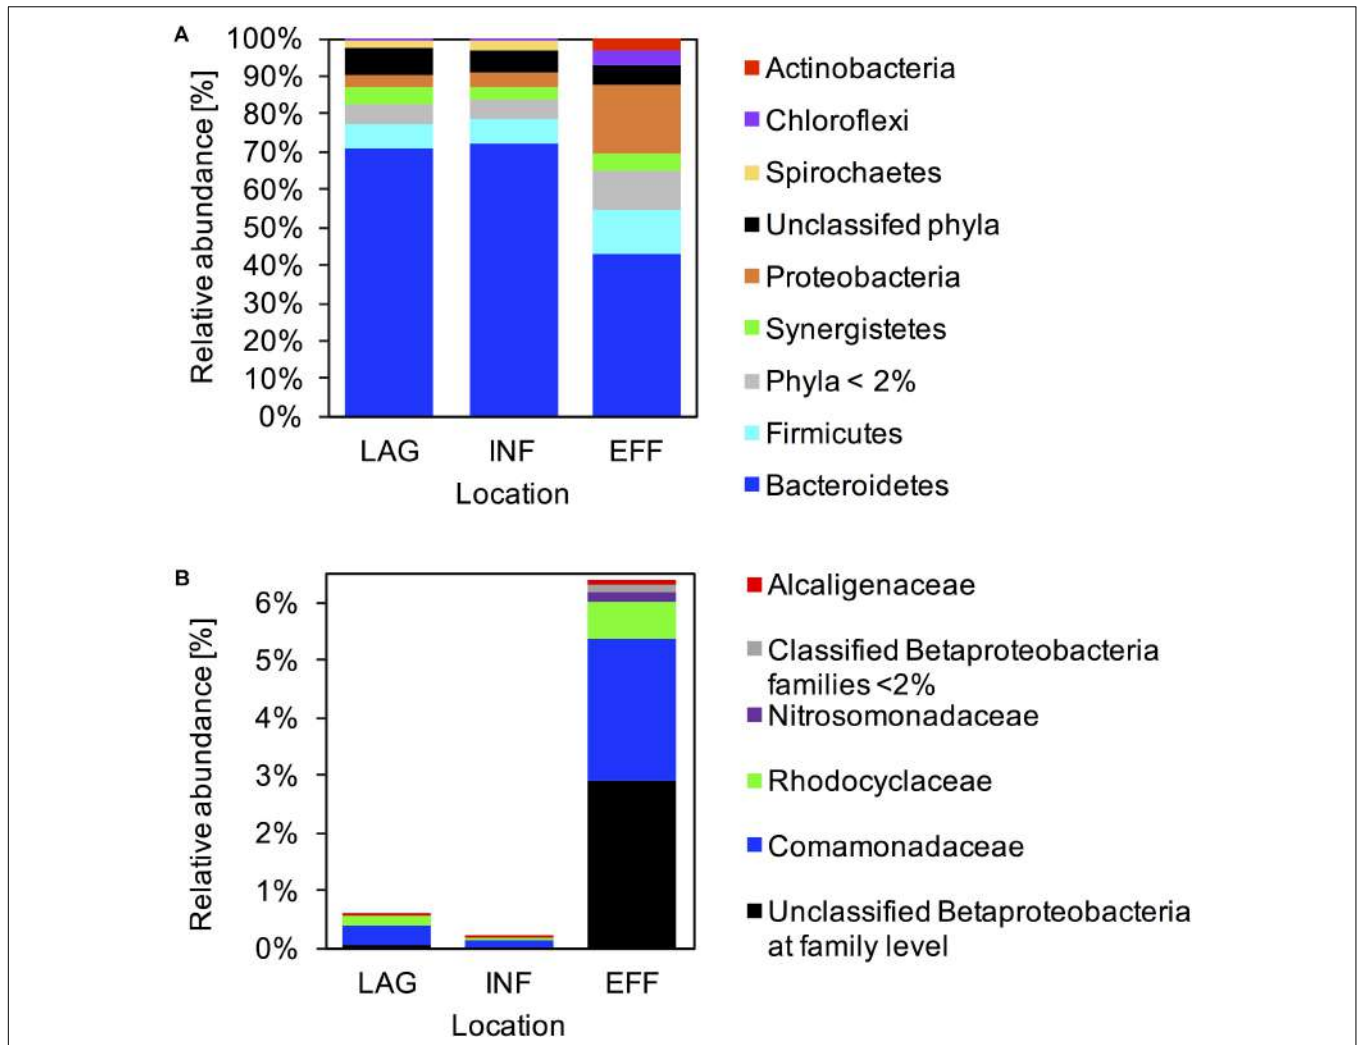 A
Relative abundance [%]
100%
90%
80%
70%
60%
50%
40%
30%
20%
10%
0%
LAG
INF
EFF
Location
Actinobacteria
Chloroflexi
Spirochaetes
Unclassifed phyla
Proteobacteria
Synergistetes
Phyla < 2%
Firmicutes
Bacteroidetes
B
Relative abundance [%]
6%
5%
4%
3%
2%
1%
0%
LAG
INF
EFF
Location
Alcaligenaceae
Classified Betaproteobacteria
families <2%
Nitrosomonadaceae
Rhodocyclaceae
Comamonadaceae
Unclassified Betaproteobacteria
at family level